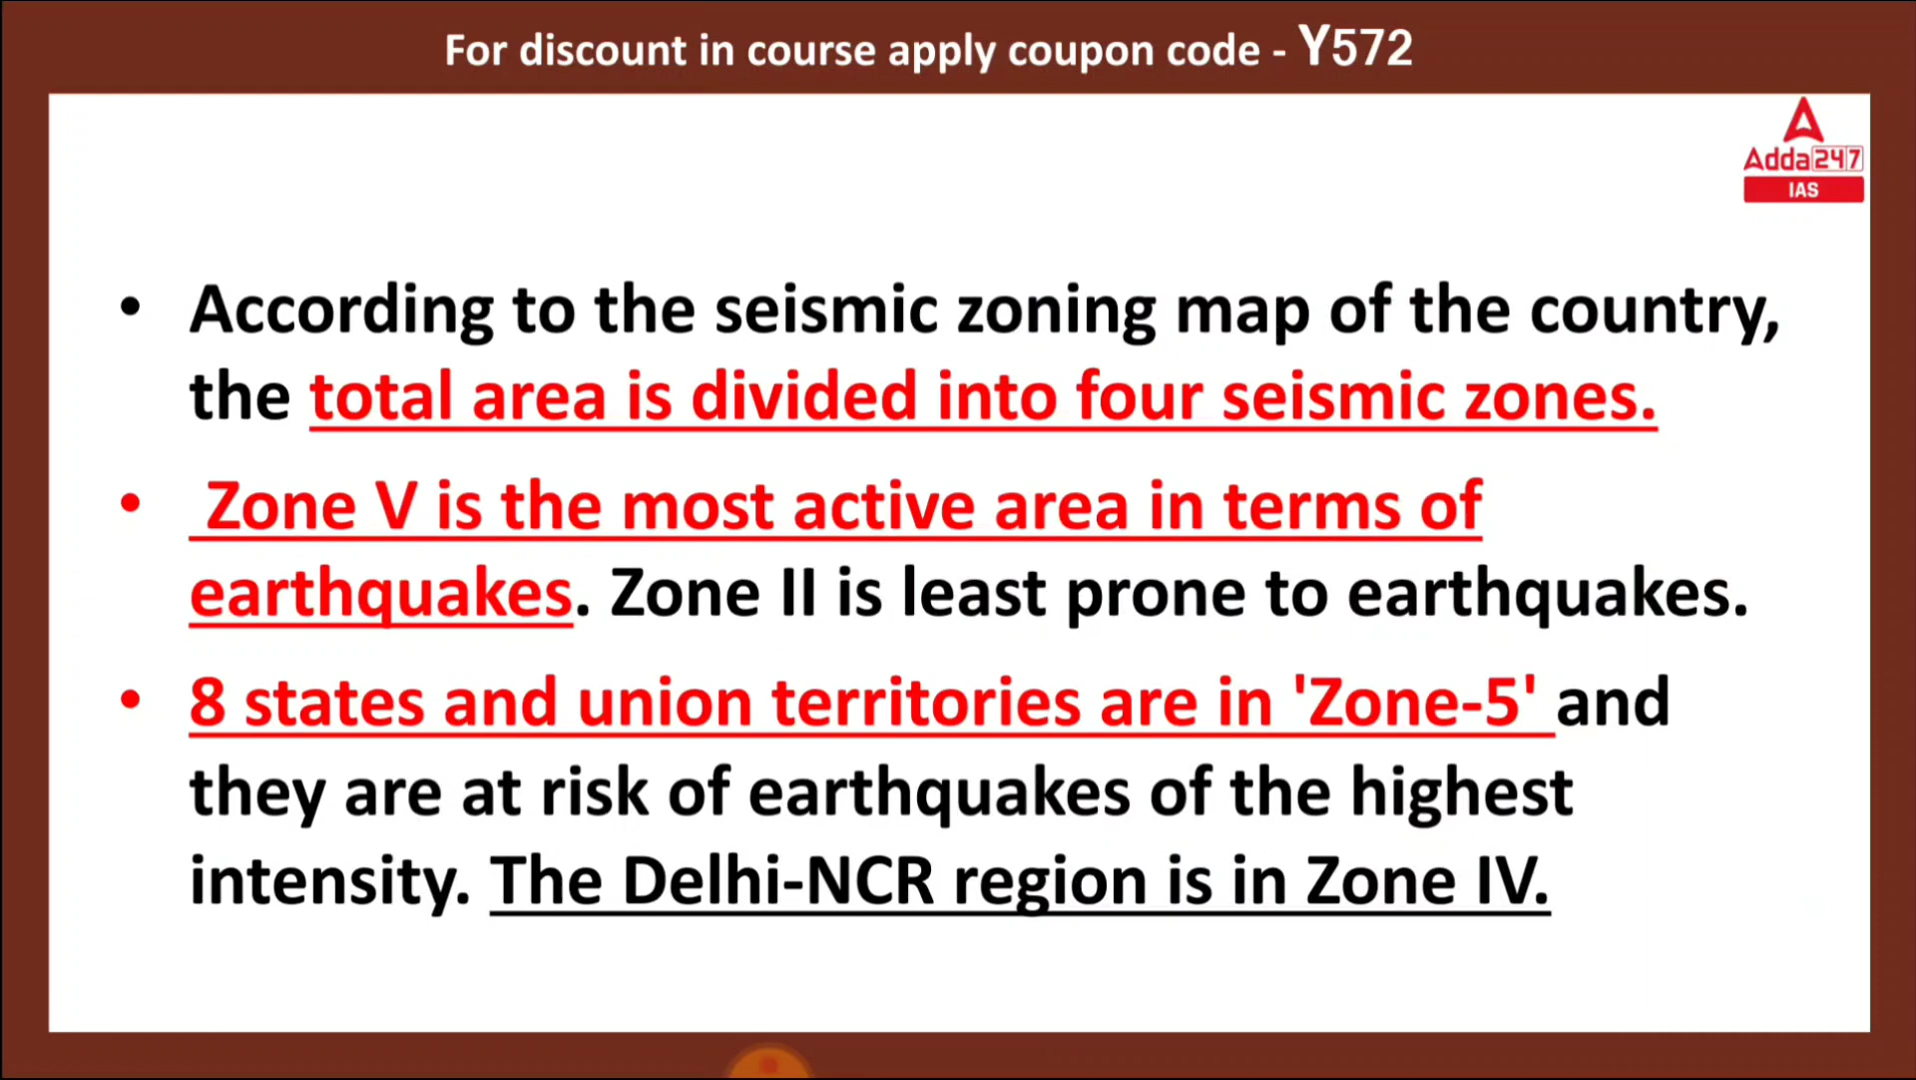 For discount in course apply coupon code - Y572
Adda247
IAS
• According to the seismic zoning map of the country,
the total area is divided into four seismic zones.
• Zone V is the most active area in terms of
earthquakes. Zone II is least prone to earthquakes.
• 8 states and union territories are in 'Zone-5' and
they are at risk of earthquakes of the highest
intensity. The Delhi-NCR region is in Zone IV.